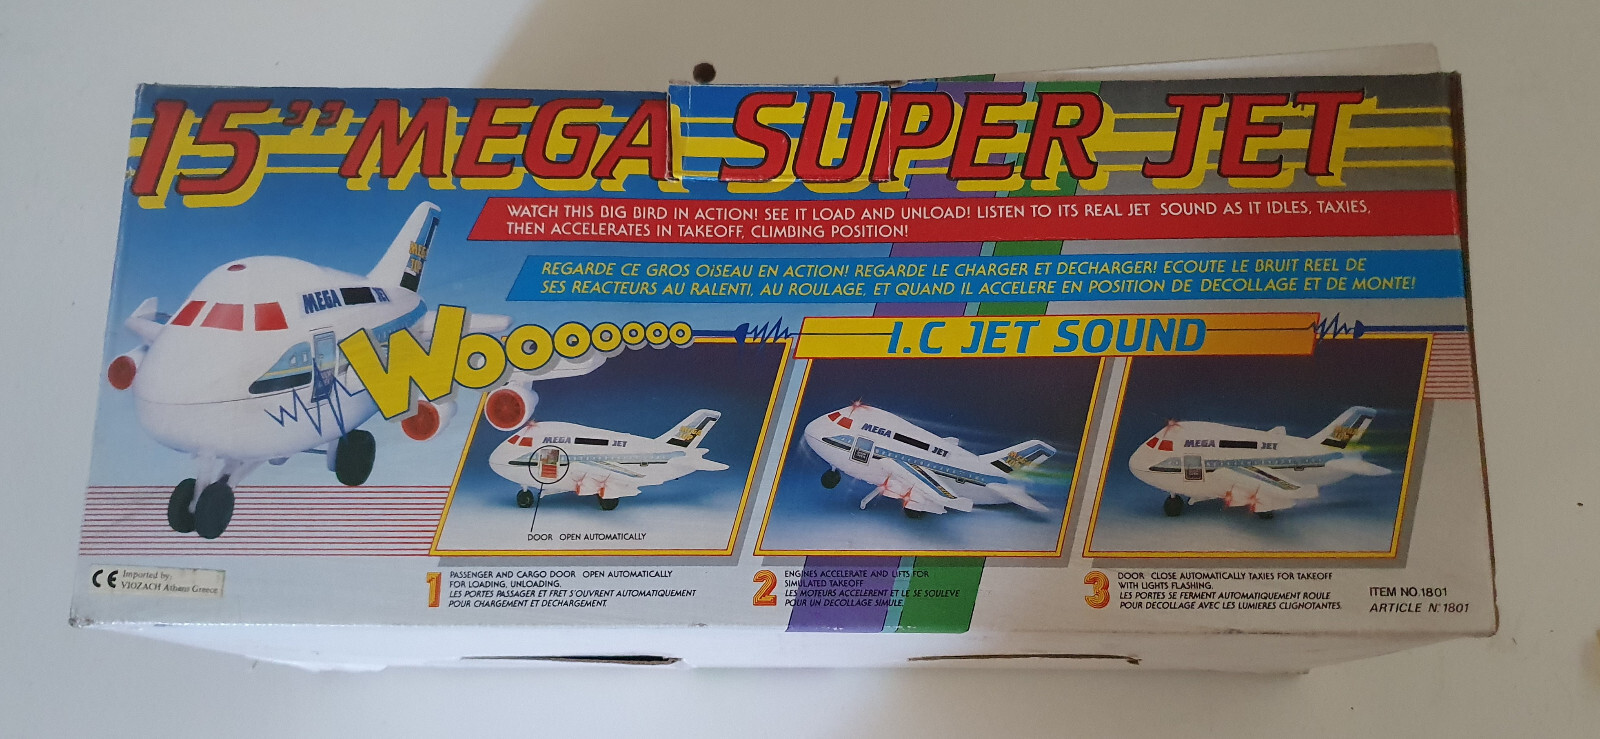 15" MEGA SUPER JET
WATCH THIS BIG BIRD IN ACTION! SEE IT LOAD AND UNLOAD! LISTEN TO ITS REAL JET SOUND AS IT IDLES, TAXIES,
THEN ACCELERATES IN TAKEOFF, CLIMBING POSITION!
REGARDE CE GROS OiSEAU EN ACTION! REGARDE LE CHARGER ET DECHARGER! ECOUTE LE BRUIT REEL DE
SES REACTEURS AU RALENTI, AU ROULAGE, ET QUAND IL ACCELERE EN POSITION DE DECOLLAGE ET DE MONTE!
MEGA JET
Wooooooooo
I.C JET SOUND
MEGA JET
MEGA JET
MEGA JET
DOOR OPEN AUTOMATICALLY
CE Imported by:
VIOZACH Athens Greece
1 PASSENGER AND CARGO DOOR OPEN AUTOMATICALLY
FOR LOADING, UNLOADING.
LES PORTES PASSAGER ET FRET S'OUVRENT AUTOMATIQUEMENT
POUR CHARGEMENT ET DECHARGEMENT.
2 ENGINES ACCELERATE AND LIFTS FOR
SIMULATED TAKEOFF
LES MOTEURS ACCELERENT ET LE SE SOULEVE
POUR UN DECOLLAGE SIMULE.
3 DOOR CLOSE AUTOMATICALLY TAXIES FOR TAKEOFF
WITH LIGHTS FLASHING.
LES PORTES SE FERMENT AUTOMATIQUEMENT ROULE
POUR DECOLLAGE AVEC LES LUMIERES CLIGNOTANTES.
ITEM NO.1801
ARTICLE N° 1801